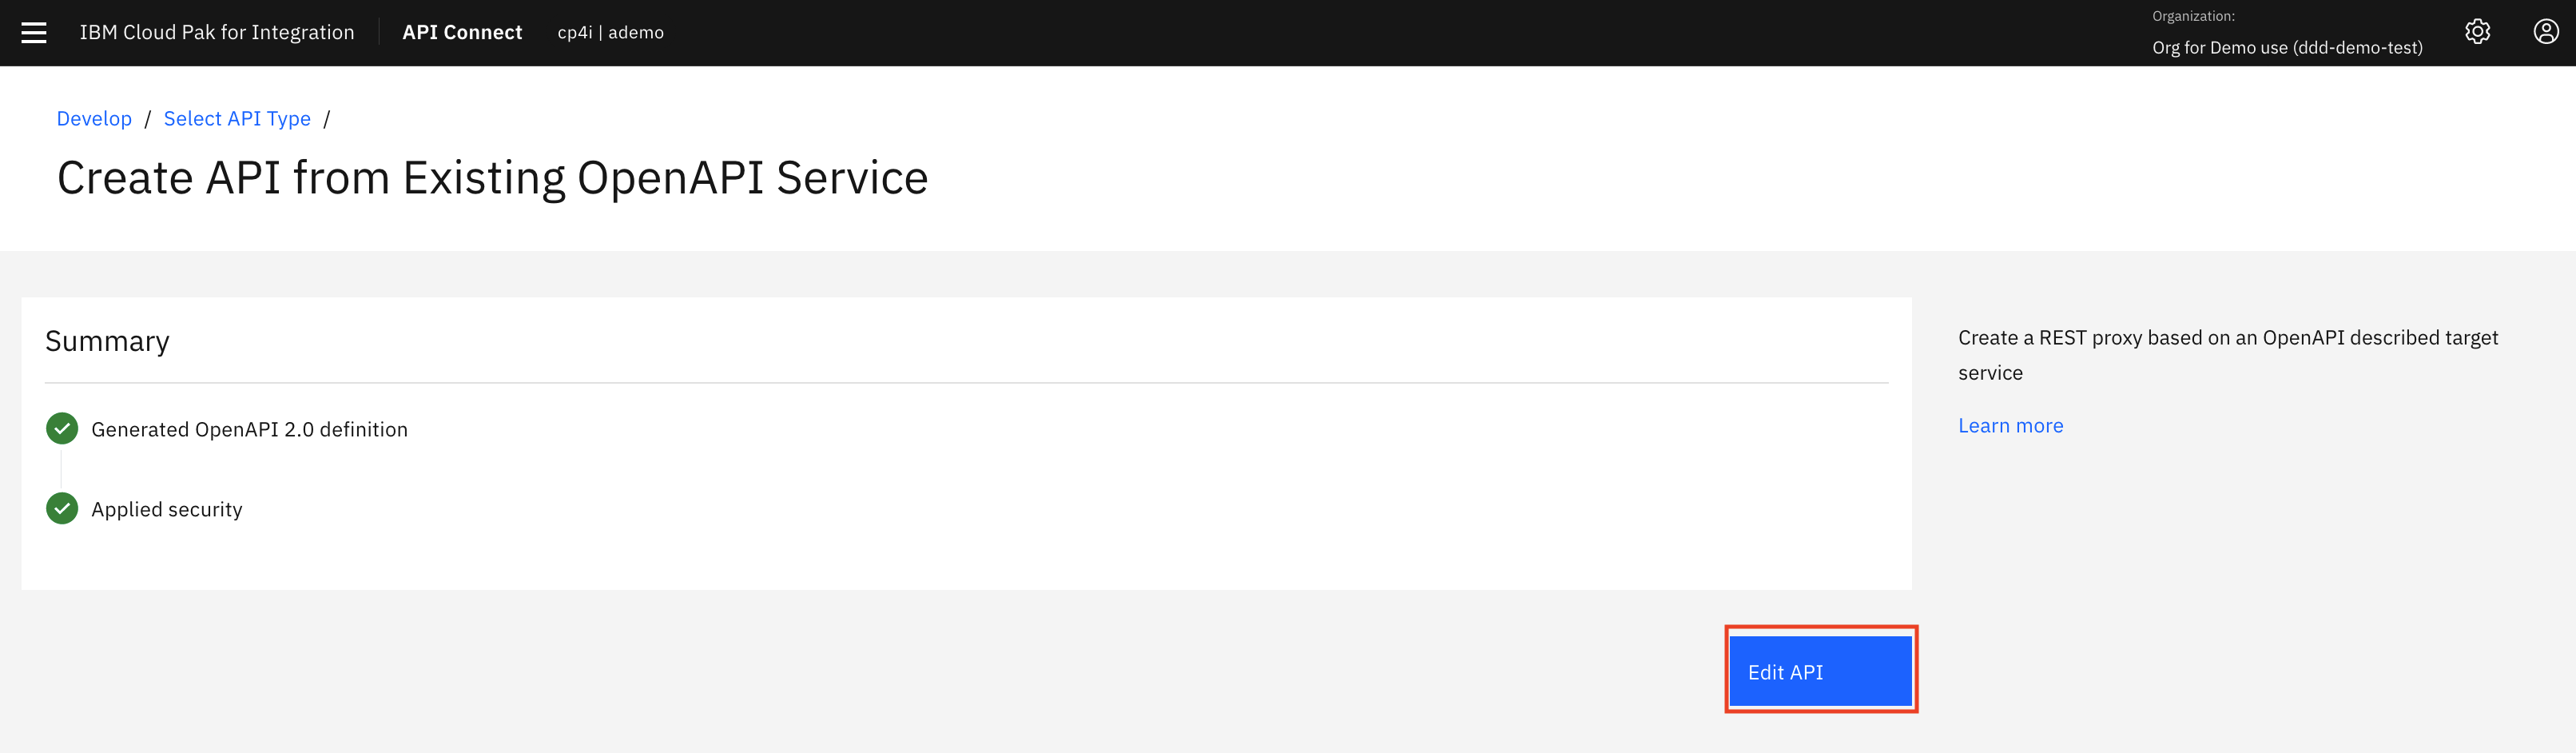 IBM Cloud Pak for Integration API Connect cp4i | ademo
Organization:
Org for Demo use (ddd-demo-test)
Develop / Select API Type /
Create API from Existing OpenAPI Service
Summary
Generated OpenAPI 2.0 definition
Applied security
Create a REST proxy based on an OpenAPI described target
service
Learn more
Edit API